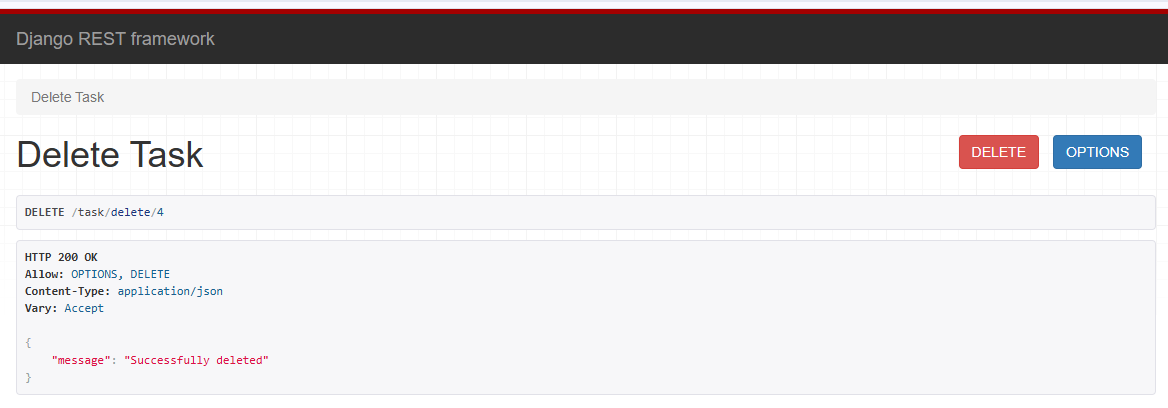 Django REST framework
Delete Task
Delete Task
DELETE OPTIONS
DELETE /task/delete/4
HTTP 200 OK
Allow: OPTIONS, DELETE
Content-Type: application/json
Vary: Accept
{
"message": "Successfully deleted"
}